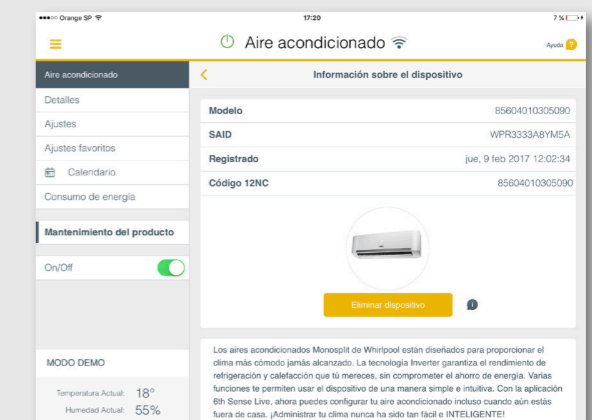 Orange SP
17:20
7 %
Aire acondicionado
Ayuda ?
Aire acondicionado
Información sobre el dispositivo
Detalles
Ajustes
Ajustes favoritos
Calendario
Consumo de energía
Mantenimiento del producto
On/Off
MODO DEMO
Temperatura Actual: 18°
Humedad Actual: 55%
Modelo 85604010305090
SAID WPR3333A8YM5A
Registrado jue, 9 feb 2017 12:02:34
Código 12NC 85604010305090
Eliminar dispositivo
i
Los aires acondicionados Monosplit de Whirlpool están diseñados para proporcionar el
clima más cómodo jamás alcanzado. La tecnología Inverter garantiza el rendimiento de
refrigeración y calefacción que tú mereces, sin comprometer el ahorro de energía. Varias
funciones te permiten usar el dispositivo de una manera simple e intuitiva. Con la aplicación
6th Sense Live, ahora puedes configurar tu aire acondicionado incluso cuando aún estás
fuera de casa. ¡Administrar tu clima nunca ha sido tan fácil e INTELIGENTE!